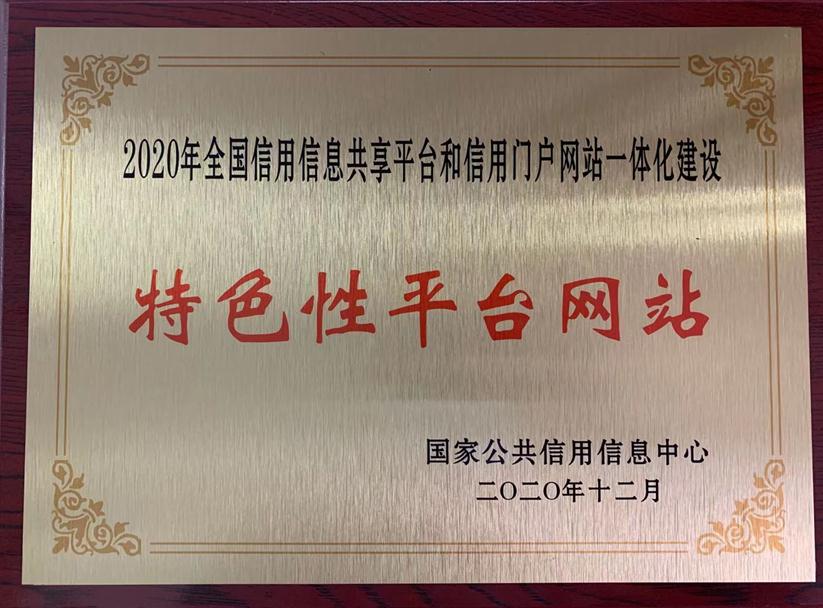 2020年全国信用信息共享平台和信用门户网站一体化建设
特色性平台网站
国家公共信用信息中心
二〇二〇年十二月